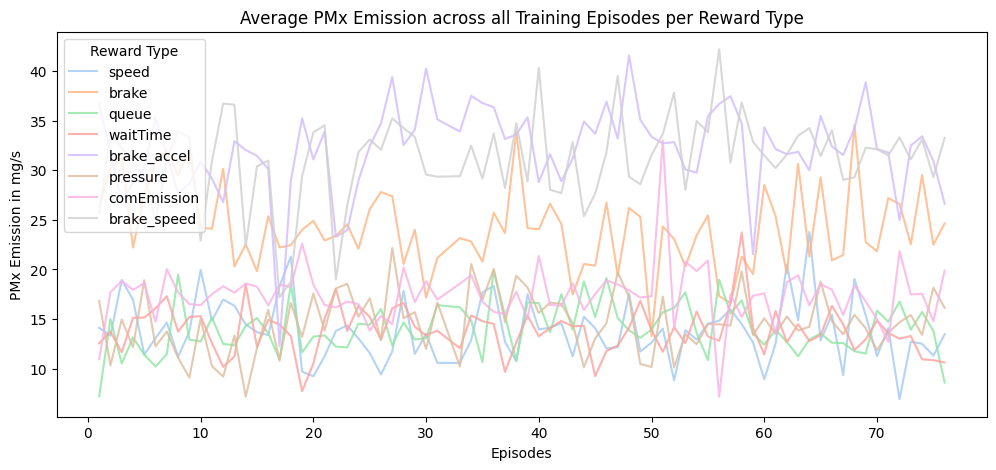 Average PMx Emission across all Training Episodes per Reward Type
Reward Type
speed
brake
queue
waitTime
brake_accel
pressure
comEmission
brake_speed
PMx Emission in mg/s
40
35
30
25
20
15
10
0
10
20
30
40
50
60
70
Episodes